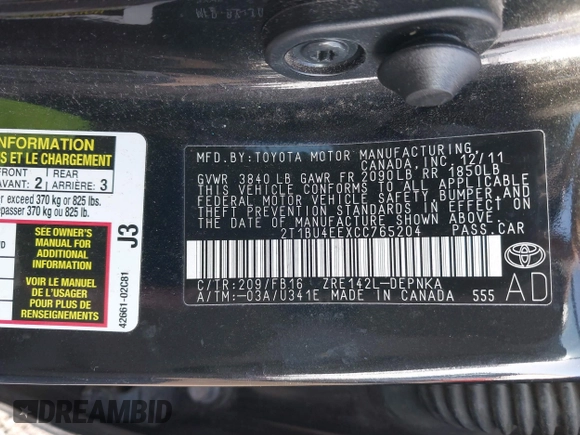 INFORMATION
S ET LE CHARGEMENT
FRONT 2 REAR 3
AVANT: ARRIÈRE:
er exceed 370 kg or 825 lbs.
épasser 370 kg ou 825 lb.
SEE OWNER'S
MANUAL FOR
ADDITIONAL
INFORMATION
VOIR LE MANUEL
DE L'USAGER
POUR PLUS DE
RENSEIGNEMENTS
J3
42661-02C81
MFD.BY:TOYOTA MOTOR MANUFACTURING,
CANADA, INC. 12/11
GVWR 3840 LB GAWR FR 2090LB RR 1850LB
THIS VEHICLE CONFORMS TO ALL APPLICABLE
FEDERAL MOTOR VEHICLE SAFETY, BUMPER, AND
THEFT PREVENTION STANDARDS IN EFFECT ON
THE DATE OF MANUFACTURE SHOWN ABOVE.
2T1BU4EEXCC765204 PASS.CAR
C/TR:209/FB16 ZRE142L-DEPNKA
A/TM:-03A/U341E MADE IN CANADA 555
TOYOTA
AD
DREAMBID